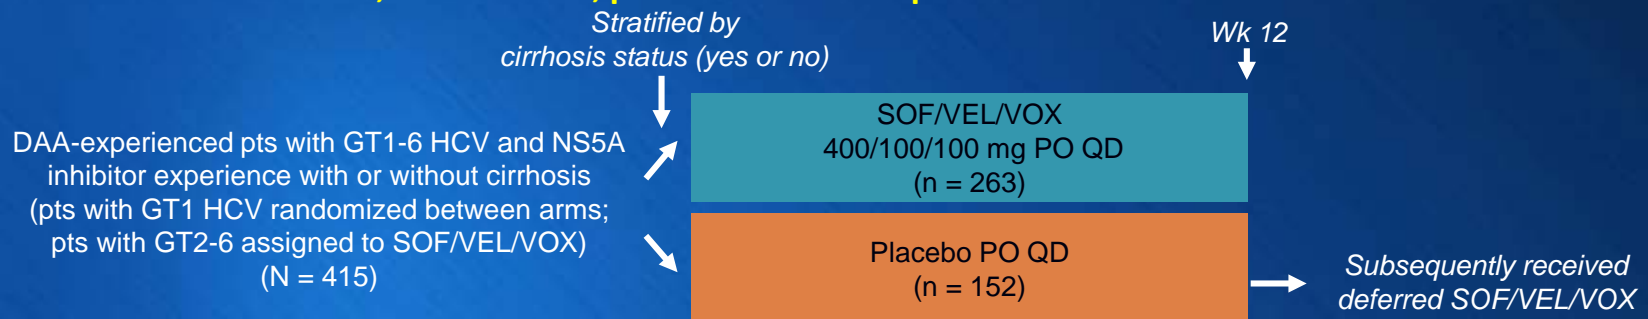 Stratified by
cirrhosis status (yes or no)
Wk 12
DAA-experienced pts with GT1-6 HCV and NS5A
inhibitor experience with or without cirrhosis
(pts with GT1 HCV randomized between arms;
pts with GT2-6 assigned to SOF/VEL/VOX)
(N = 415)
SOF/VEL/VOX
400/100/100 mg PO QD
(n = 263)
Placebo PO QD
(n = 152)
Subsequently received
deferred SOF/VEL/VOX